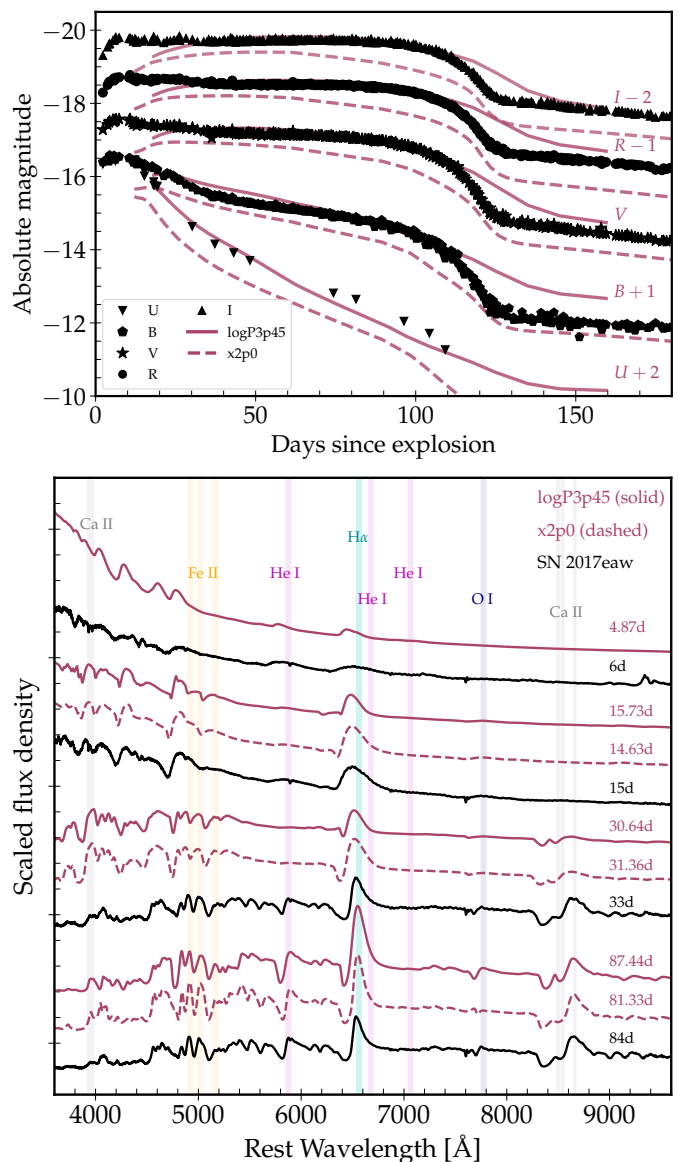 −20
−18
−16
−14
−12
−10
Absolute magnitude
I − 2
R − 1
V
B + 1
U + 2
U
B
V
R
I
logP3p45
x2p0
0 50 100 150
Days since explosion
logP3p45 (solid)
x2p0 (dashed)
SN 2017eaw
Ca II
Fe II
He I
Hα
He I
He I
O I
Ca II
4.87d
6d
15.73d
14.63d
15d
30.64d
31.36d
33d
87.44d
81.33d
84d
Scaled flux density
4000 5000 6000 7000 8000 9000
Rest Wavelength [Å]